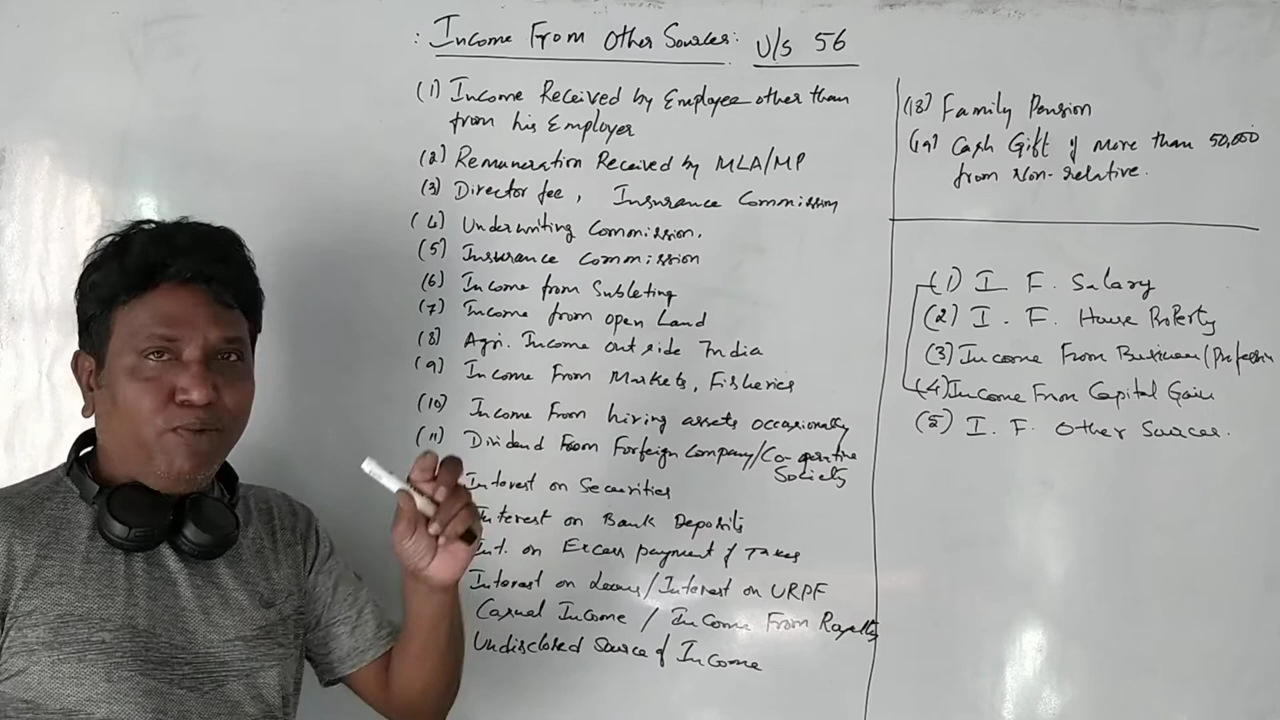 : Income From Other Sources: U/s 56
(1) Income Received by Employee other than
from his Employer
(2) Remuneration Received by MLA/MP
(3) Director fee, Insurance Commission
(4) Underwriting Commission.
(5) Insurance Commission
(6) Income from Subleting
(7) Income from open Land
(8) Agri. Income outside India
(9) Income From Markets, Fisheries
(10) Income From hiring assets occasionally
(11) Dividend From Forfeign Company/Co-operative
Society
Interest on Securities
Interest on Bank Deposits
Int. on Excess payment of Taxes
Interest on Loans/Interest on URPF
Casual Income / Income From Royalty
Undisclosed Source of Income
(18) Family Pension
(19) Cash Gift of More than 50,000
from Non-relative.
(1) I. F. Salary
(2) I. F. House Property
(3) Income From Business/Profession
(4) Income From Capital Gain
(5) I. F. Other Sources.